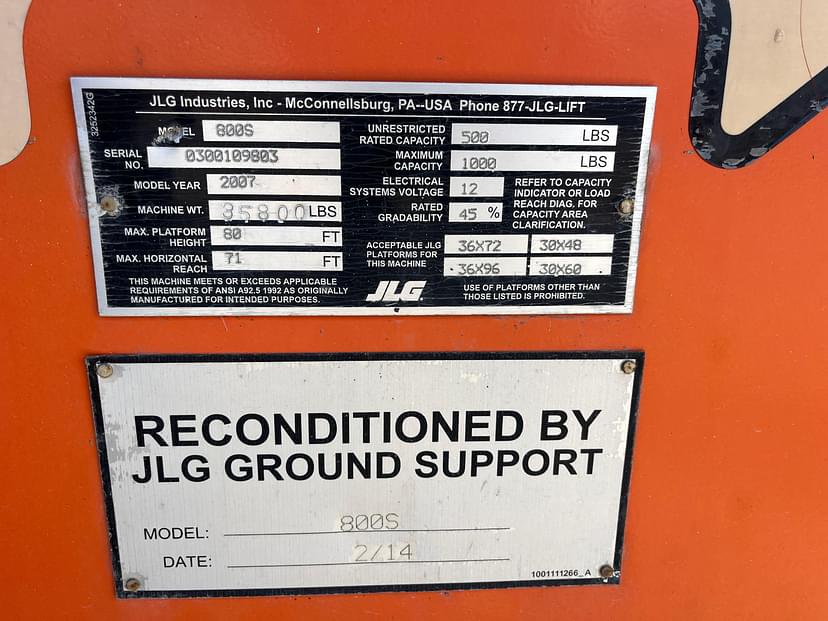 3252342G
JLG Industries, Inc - McConnellsburg, PA--USA Phone 877-JLG-LIFT
MODEL 800S
SERIAL NO. 0300109803
MODEL YEAR 2007
MACHINE WT. 35800 LBS
MAX. PLATFORM HEIGHT 80 FT
MAX. HORIZONTAL REACH 71 FT
THIS MACHINE MEETS OR EXCEEDS APPLICABLE
REQUIREMENTS OF ANSI A92.5 1992 AS ORIGINALLY
MANUFACTURED FOR INTENDED PURPOSES.
UNRESTRICTED RATED CAPACITY 500 LBS
MAXIMUM CAPACITY 1000 LBS
ELECTRICAL SYSTEMS VOLTAGE 12
RATED GRADABILITY 45 %
REFER TO CAPACITY
INDICATOR OR LOAD
REACH DIAG. FOR
CAPACITY AREA
CLARIFICATION.
ACCEPTABLE JLG
PLATFORMS FOR
THIS MACHINE
36X72 30X48
36X96 30X60
JLG
USE OF PLATFORMS OTHER THAN
THOSE LISTED IS PROHIBITED.
RECONDITIONED BY
JLG GROUND SUPPORT
MODEL: 800S
DATE: 2/14
1001111266_A